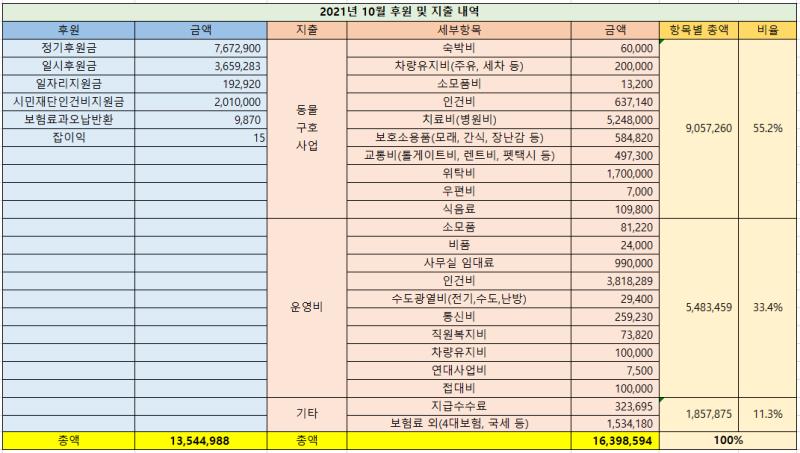 2021년 10월 후원 및 지출 내역
후원 금액 지출 세부항목 금액 항목별 총액 비율
정기후원금 7,672,900 숙박비 60,000
일시후원금 3,659,283 차량유지비(주유, 세차 등) 200,000
일자리지원금 192,920 소모품비 13,200
시민재단인건비지원금 2,010,000 인건비 637,140
보험료과오납반환 9,870 동물 구호 사업 치료비(병원비) 5,248,000 9,057,260 55.2%
잡이익 15 보호소용품(모래, 간식, 장난감 등) 584,820
교통비(톨게이트비, 렌트비, 펫택시 등) 497,300
위탁비 1,700,000
우편비 7,000
식음료 109,800
소모품 81,220
비품 24,000
사무실 임대료 990,000
인건비 3,818,289
운영비 수도광열비(전기,수도,난방) 29,400 5,483,459 33.4%
통신비 259,230
직원복지비 73,820
차량유지비 100,000
연대사업비 7,500
접대비 100,000
기타 지급수수료 323,695 1,857,875 11.3%
보험료 외(4대보험, 국세 등) 1,534,180
총액 13,544,988 총액 16,398,594 100%